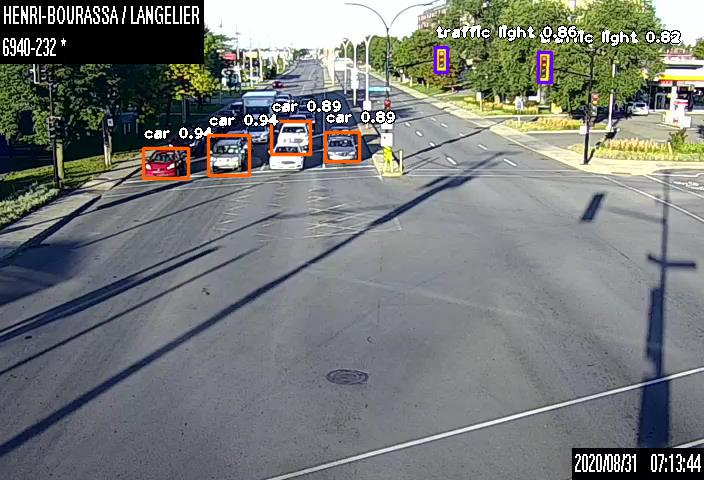 HENRI-BOURASSA / LANGELIER
6940-232 *
traffic light 0.86
traffic light 0.82
car 0.94
car 0.94
car 0.89
car 0.89
2020/08/31 07:13:44